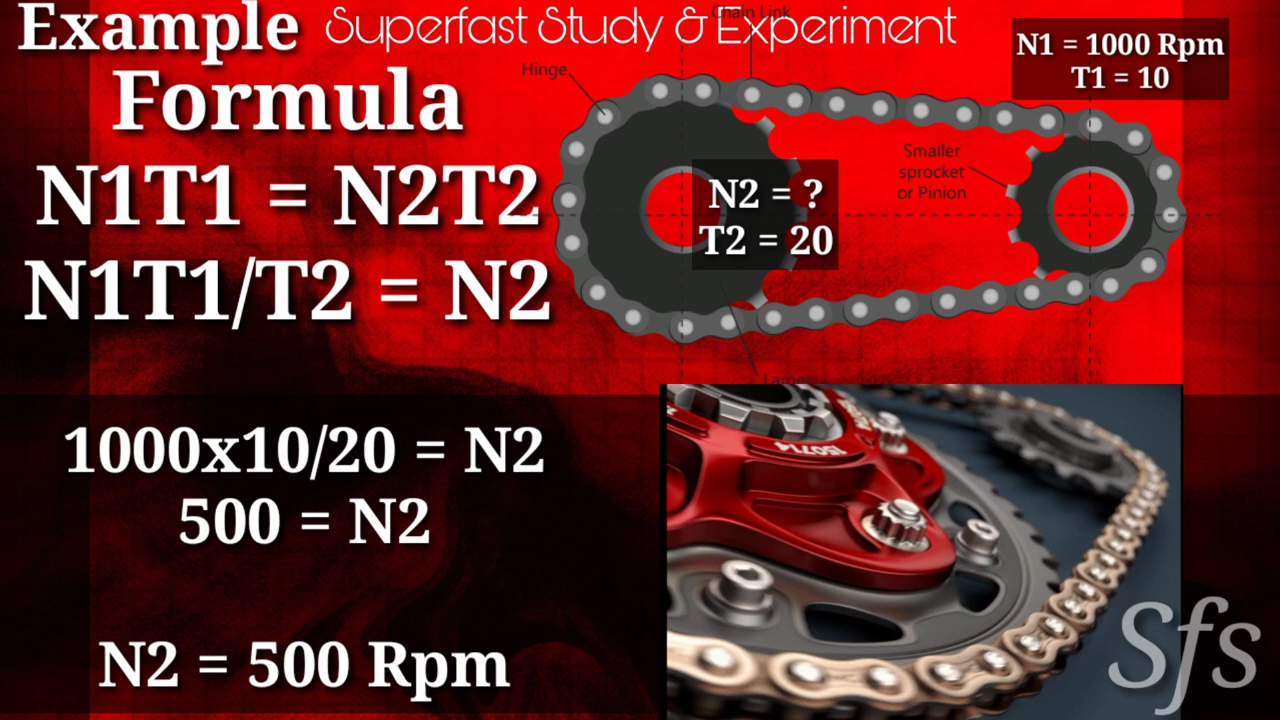 Example
Superfast Study & Experiment
Formula
N1T1 = N2T2
N1T1/T2 = N2
Chain Link
Hinge
N1 = 1000 Rpm
T1 = 10
Smaller
sprocket
or Pinion
N2 = ?
T2 = 20
1000x10/20 = N2
500 = N2
N2 = 500 Rpm
150714
Sfs